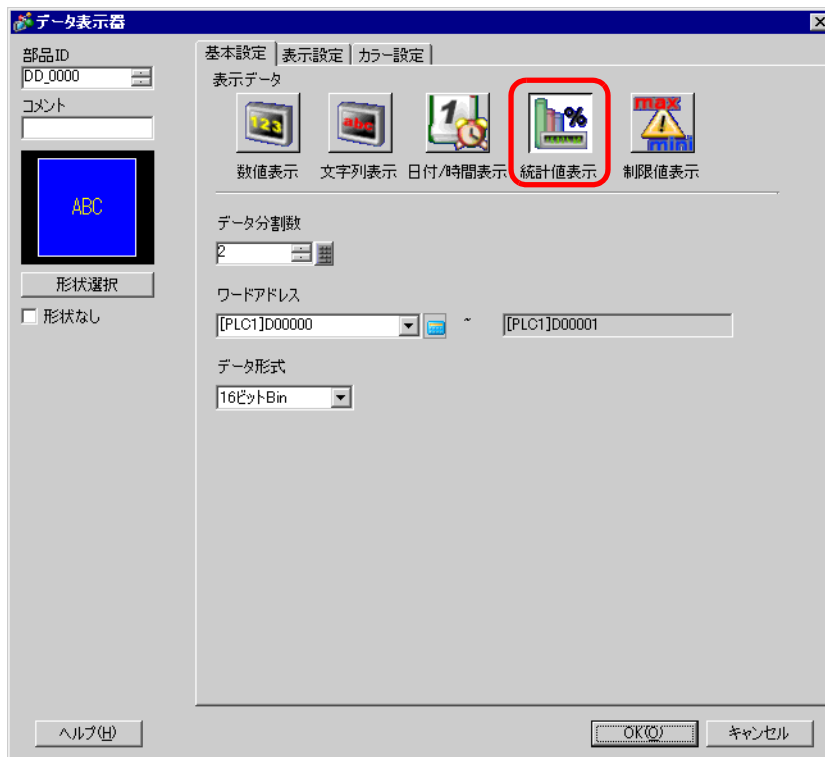 データ表示器
部品ID
DD_0000
コメント
ABC
形状選択
形状なし
基本設定 表示設定 カラー設定
表示データ
123 abc 1 % max mini
数値表示 文字列表示 日付/時間表示 統計値表示 制限値表示
データ分割数
2
ワードアドレス
[PLC1]D00000 ~ [PLC1]D00001
データ形式
16ビットBin
ヘルプ(H) OK(O) キャンセル